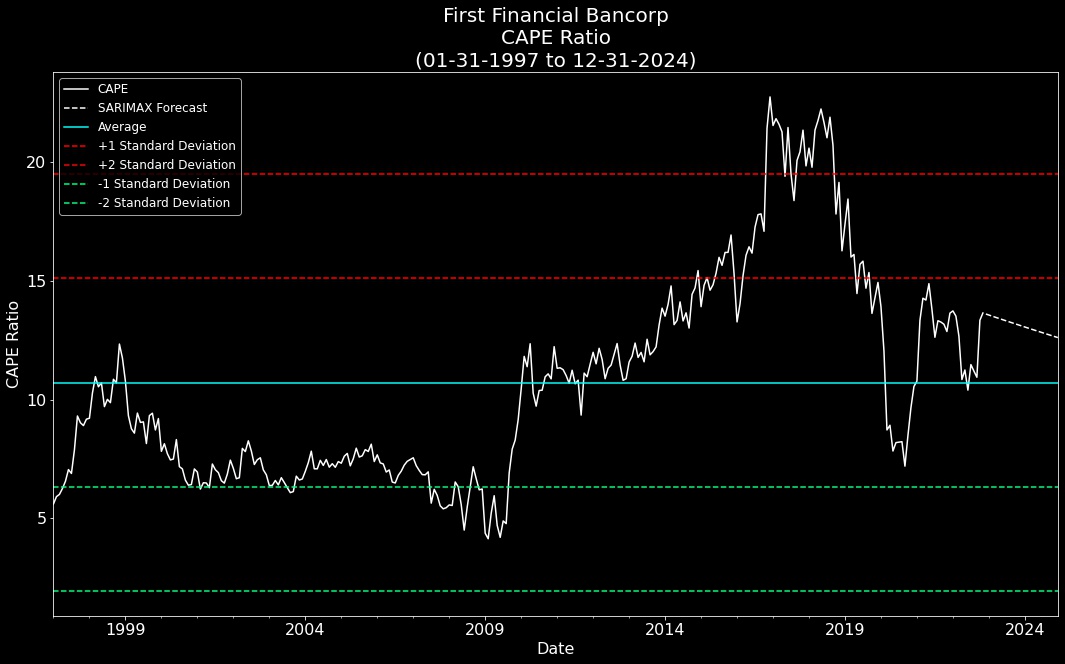 First Financial Bancorp
CAPE Ratio
(01-31-1997 to 12-31-2024)
CAPE
SARIMAX Forecast
Average
+1 Standard Deviation
+2 Standard Deviation
-1 Standard Deviation
-2 Standard Deviation
CAPE Ratio
20
15
10
5
1999 2004 2009 2014 2019 2024
Date